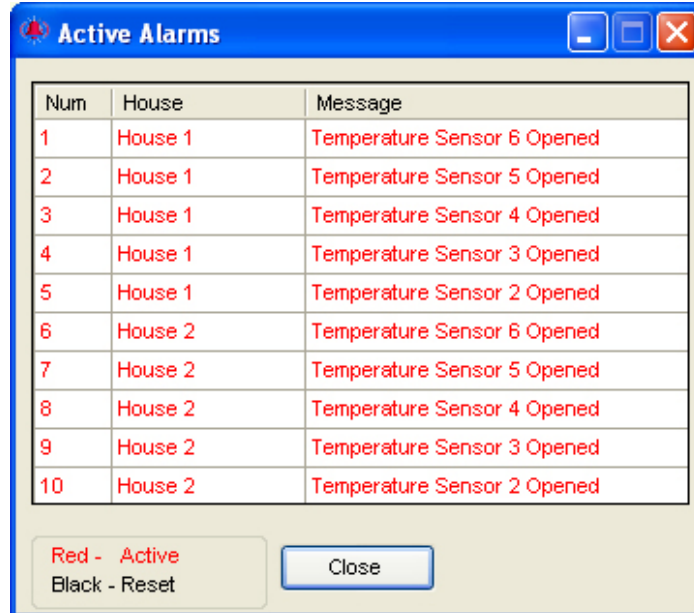 Active Alarms
Num House Message
1 House 1 Temperature Sensor 6 Opened
2 House 1 Temperature Sensor 5 Opened
3 House 1 Temperature Sensor 4 Opened
4 House 1 Temperature Sensor 3 Opened
5 House 1 Temperature Sensor 2 Opened
6 House 2 Temperature Sensor 6 Opened
7 House 2 Temperature Sensor 5 Opened
8 House 2 Temperature Sensor 4 Opened
9 House 2 Temperature Sensor 3 Opened
10 House 2 Temperature Sensor 2 Opened
Red - Active
Black - Reset
Close